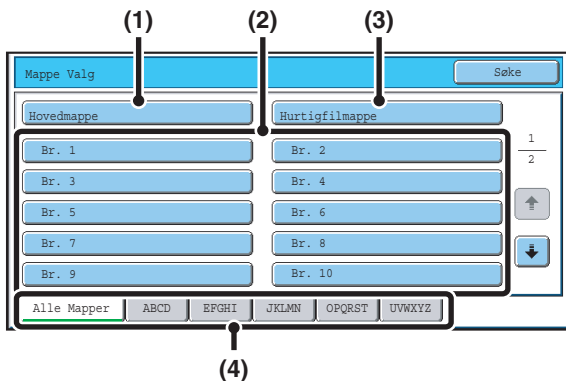 (1) (2) (3)
Mappe Valg Søke
Hovedmappe Hurtigfilmappe
Br. 1 Br. 2
1
2
Br. 3 Br. 4
Br. 5 Br. 6
Br. 7 Br. 8
Br. 9 Br. 10
Alle Mapper ABCD EFGHI JKLMN OPQRST UVWXYZ
(4)